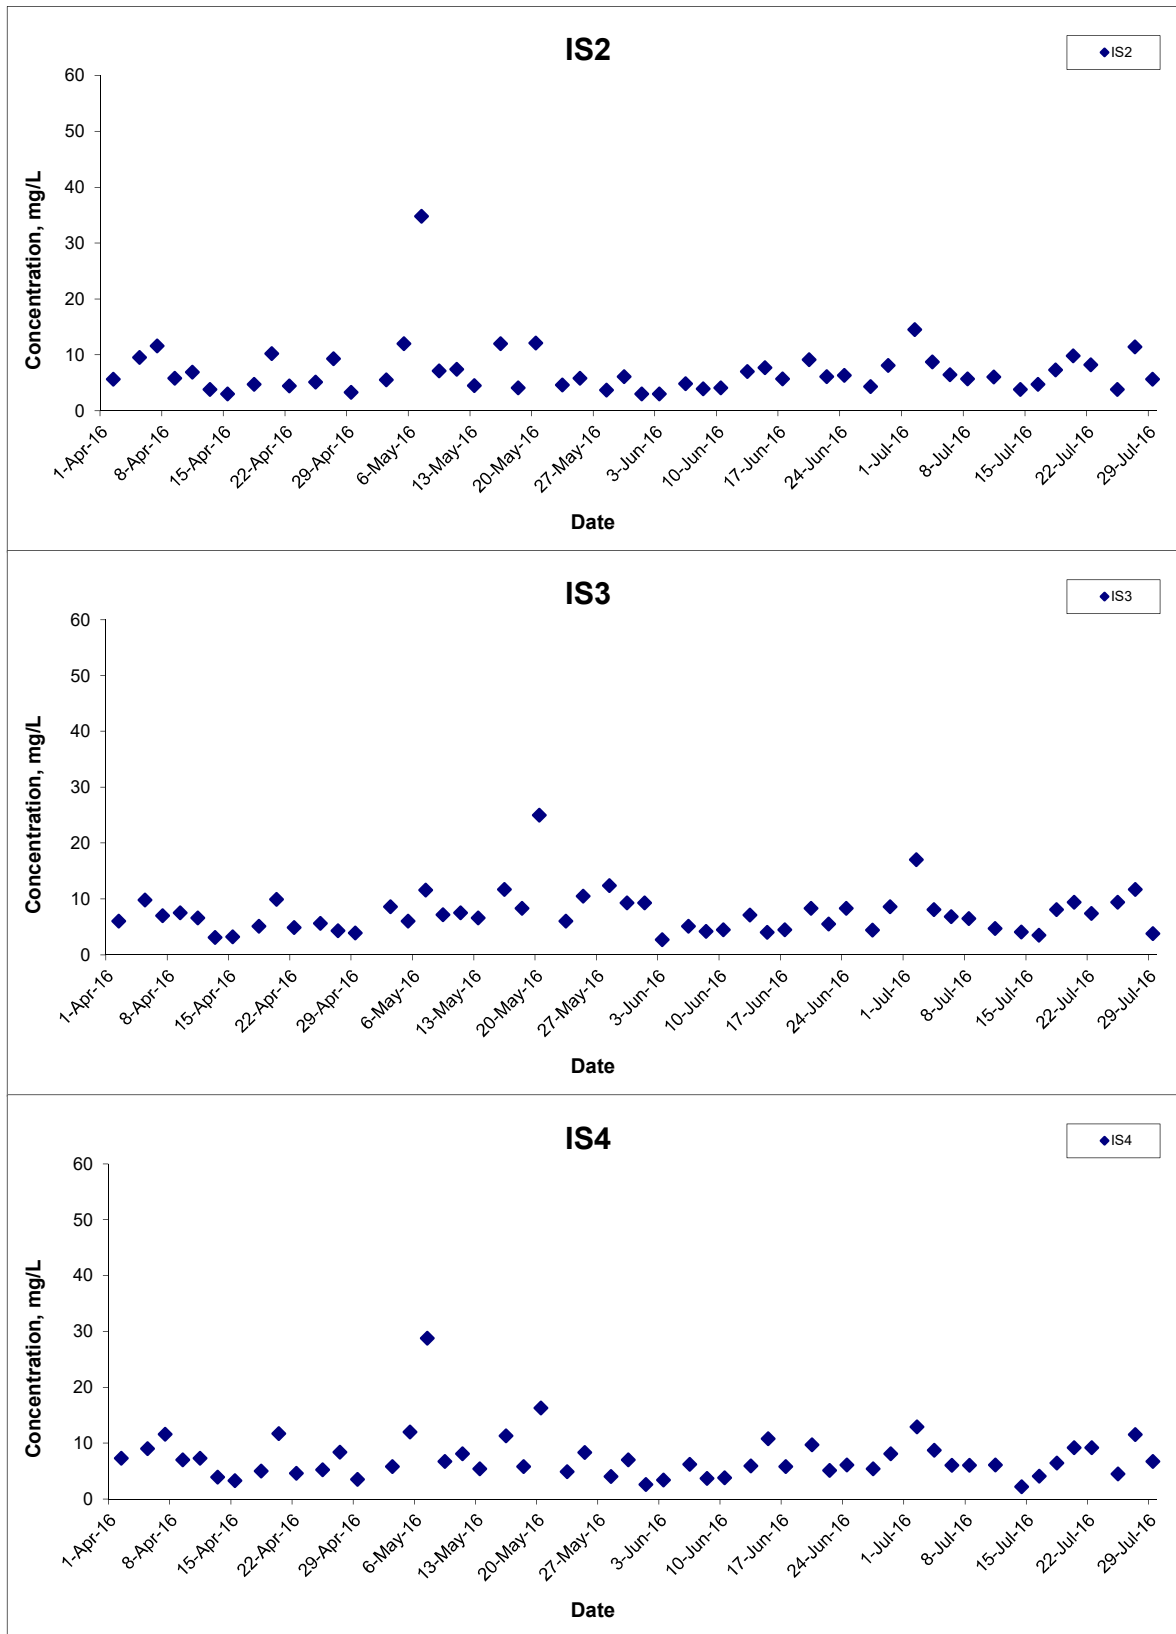 IS2
IS2
60
50
40
30
20
10
0
Concentration, mg/L
1-Apr-16
8-Apr-16
15-Apr-16
22-Apr-16
29-Apr-16
6-May-16
13-May-16
20-May-16
27-May-16
3-Jun-16
10-Jun-16
17-Jun-16
24-Jun-16
1-Jul-16
8-Jul-16
15-Jul-16
22-Jul-16
29-Jul-16
Date
IS3
IS3
60
50
40
30
20
10
0
Concentration, mg/L
1-Apr-16
8-Apr-16
15-Apr-16
22-Apr-16
29-Apr-16
6-May-16
13-May-16
20-May-16
27-May-16
3-Jun-16
10-Jun-16
17-Jun-16
24-Jun-16
1-Jul-16
8-Jul-16
15-Jul-16
22-Jul-16
29-Jul-16
Date
IS4
IS4
60
50
40
30
20
10
0
Concentration, mg/L
1-Apr-16
8-Apr-16
15-Apr-16
22-Apr-16
29-Apr-16
6-May-16
13-May-16
20-May-16
27-May-16
3-Jun-16
10-Jun-16
17-Jun-16
24-Jun-16
1-Jul-16
8-Jul-16
15-Jul-16
22-Jul-16
29-Jul-16
Date